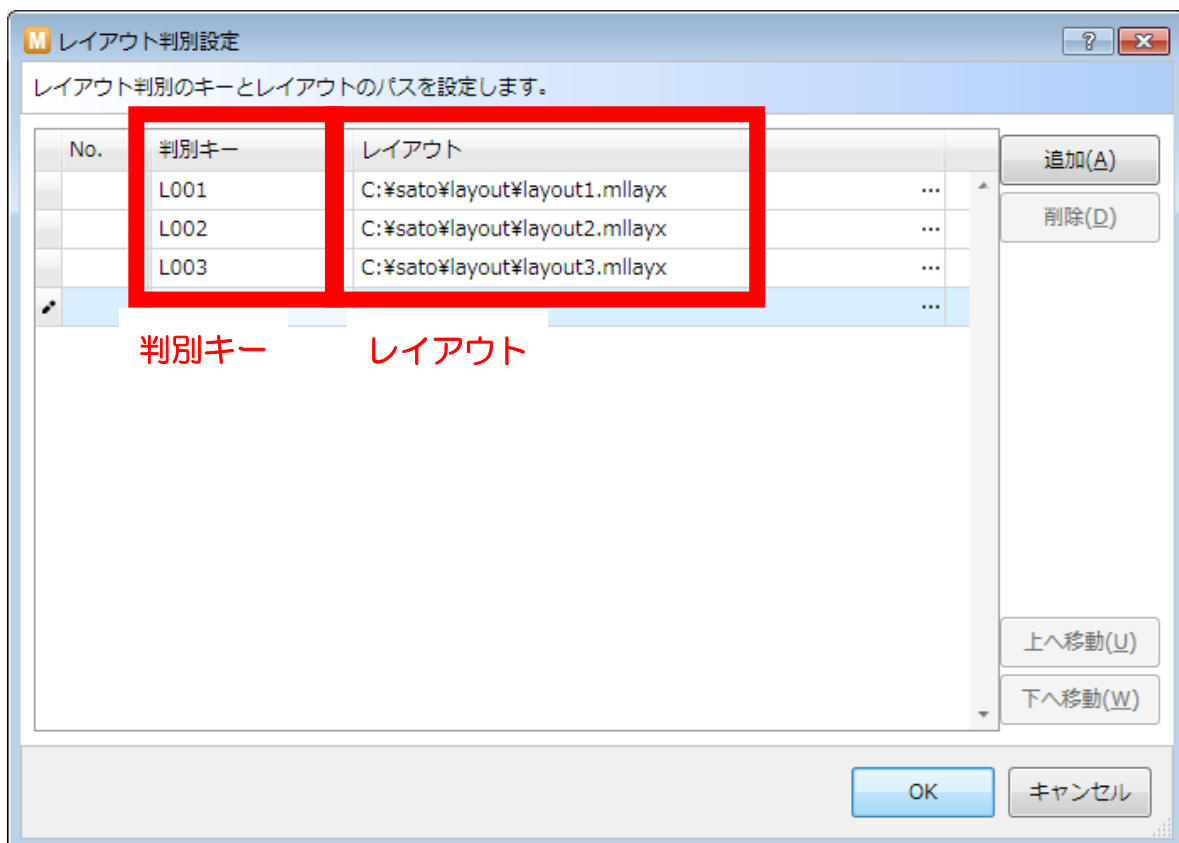 M レイアウト判別設定
レイアウト判別のキーとレイアウトのパスを設定します。
No. 判別キー レイアウト
L001 C:¥sato¥layout¥layout1.mllayx ...
L002 C:¥sato¥layout¥layout2.mllayx ...
L003 C:¥sato¥layout¥layout3.mllayx ...
...
判別キー レイアウト
追加(A)
削除(D)
上へ移動(U)
下へ移動(W)
OK キャンセル